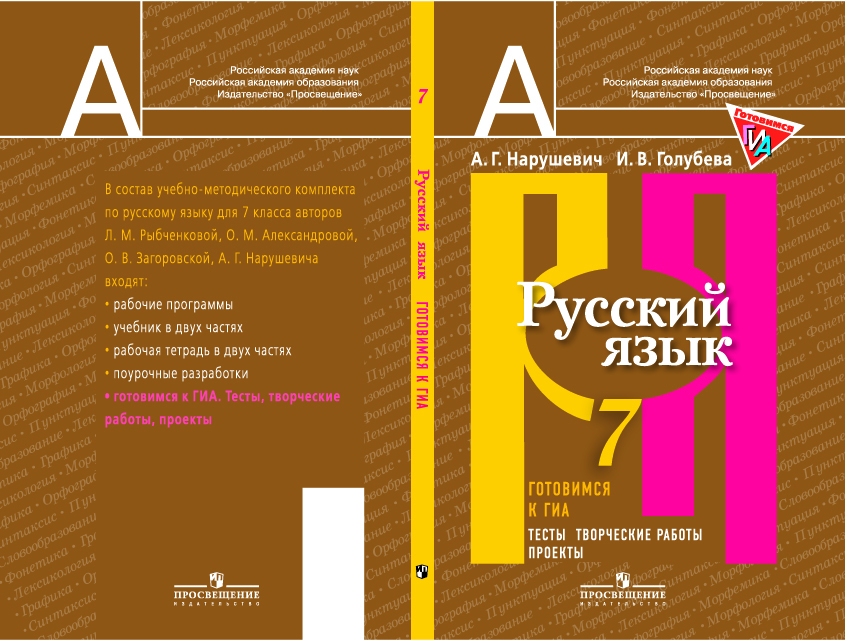 А
Российская академия наук
Российская академия образования
Издательство «Просвещение»
В состав учебно-методического комплекта
по русскому языку для 7 класса авторов
Л. М. Рыбченковой, О. М. Александровой,
О. В. Загоровской, А. Г. Нарушевича
входят:
• рабочие программы
• учебник в двух частях
• рабочая тетрадь в двух частях
• поурочные разработки
• готовимся к ГИА. Тесты, творческие
работы, проекты
ПРОСВЕЩЕНИЕ
ИЗДАТЕЛЬСТВО
7
Русский язык
ГОТОВИМСЯ К ГИА
А
Российская академия наук
Российская академия образования
Издательство «Просвещение»
Готовимся
ГИА
А. Г. Нарушевич И. В. Голубева
Русский
язык
7
ГОТОВИМСЯ
К ГИА
ТЕСТЫ ТВОРЧЕСКИЕ РАБОТЫ
ПРОЕКТЫ
ПРОСВЕЩЕНИЕ
ИЗДАТЕЛЬСТВО